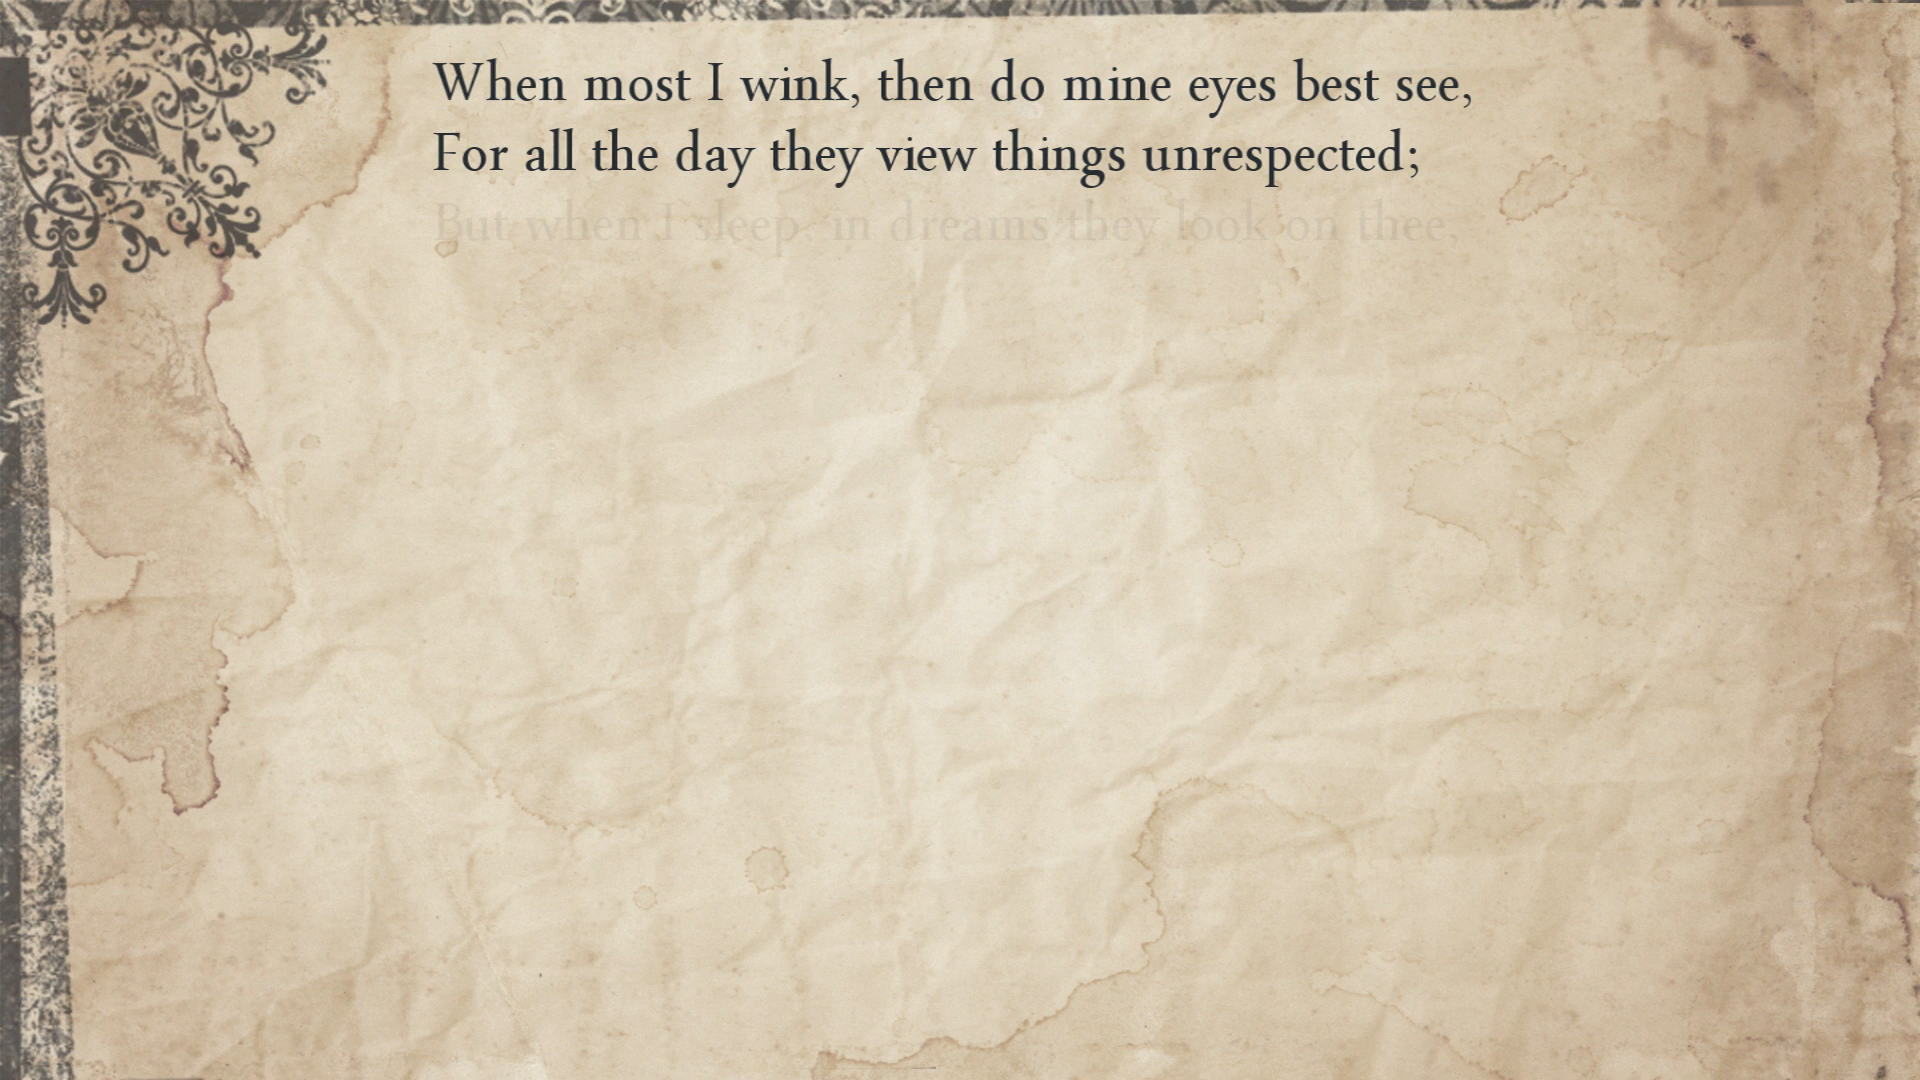 When most I wink, then do mine eyes best see,
For all the day they view things unrespected;
But when I sleep, in dreams they look on thee,